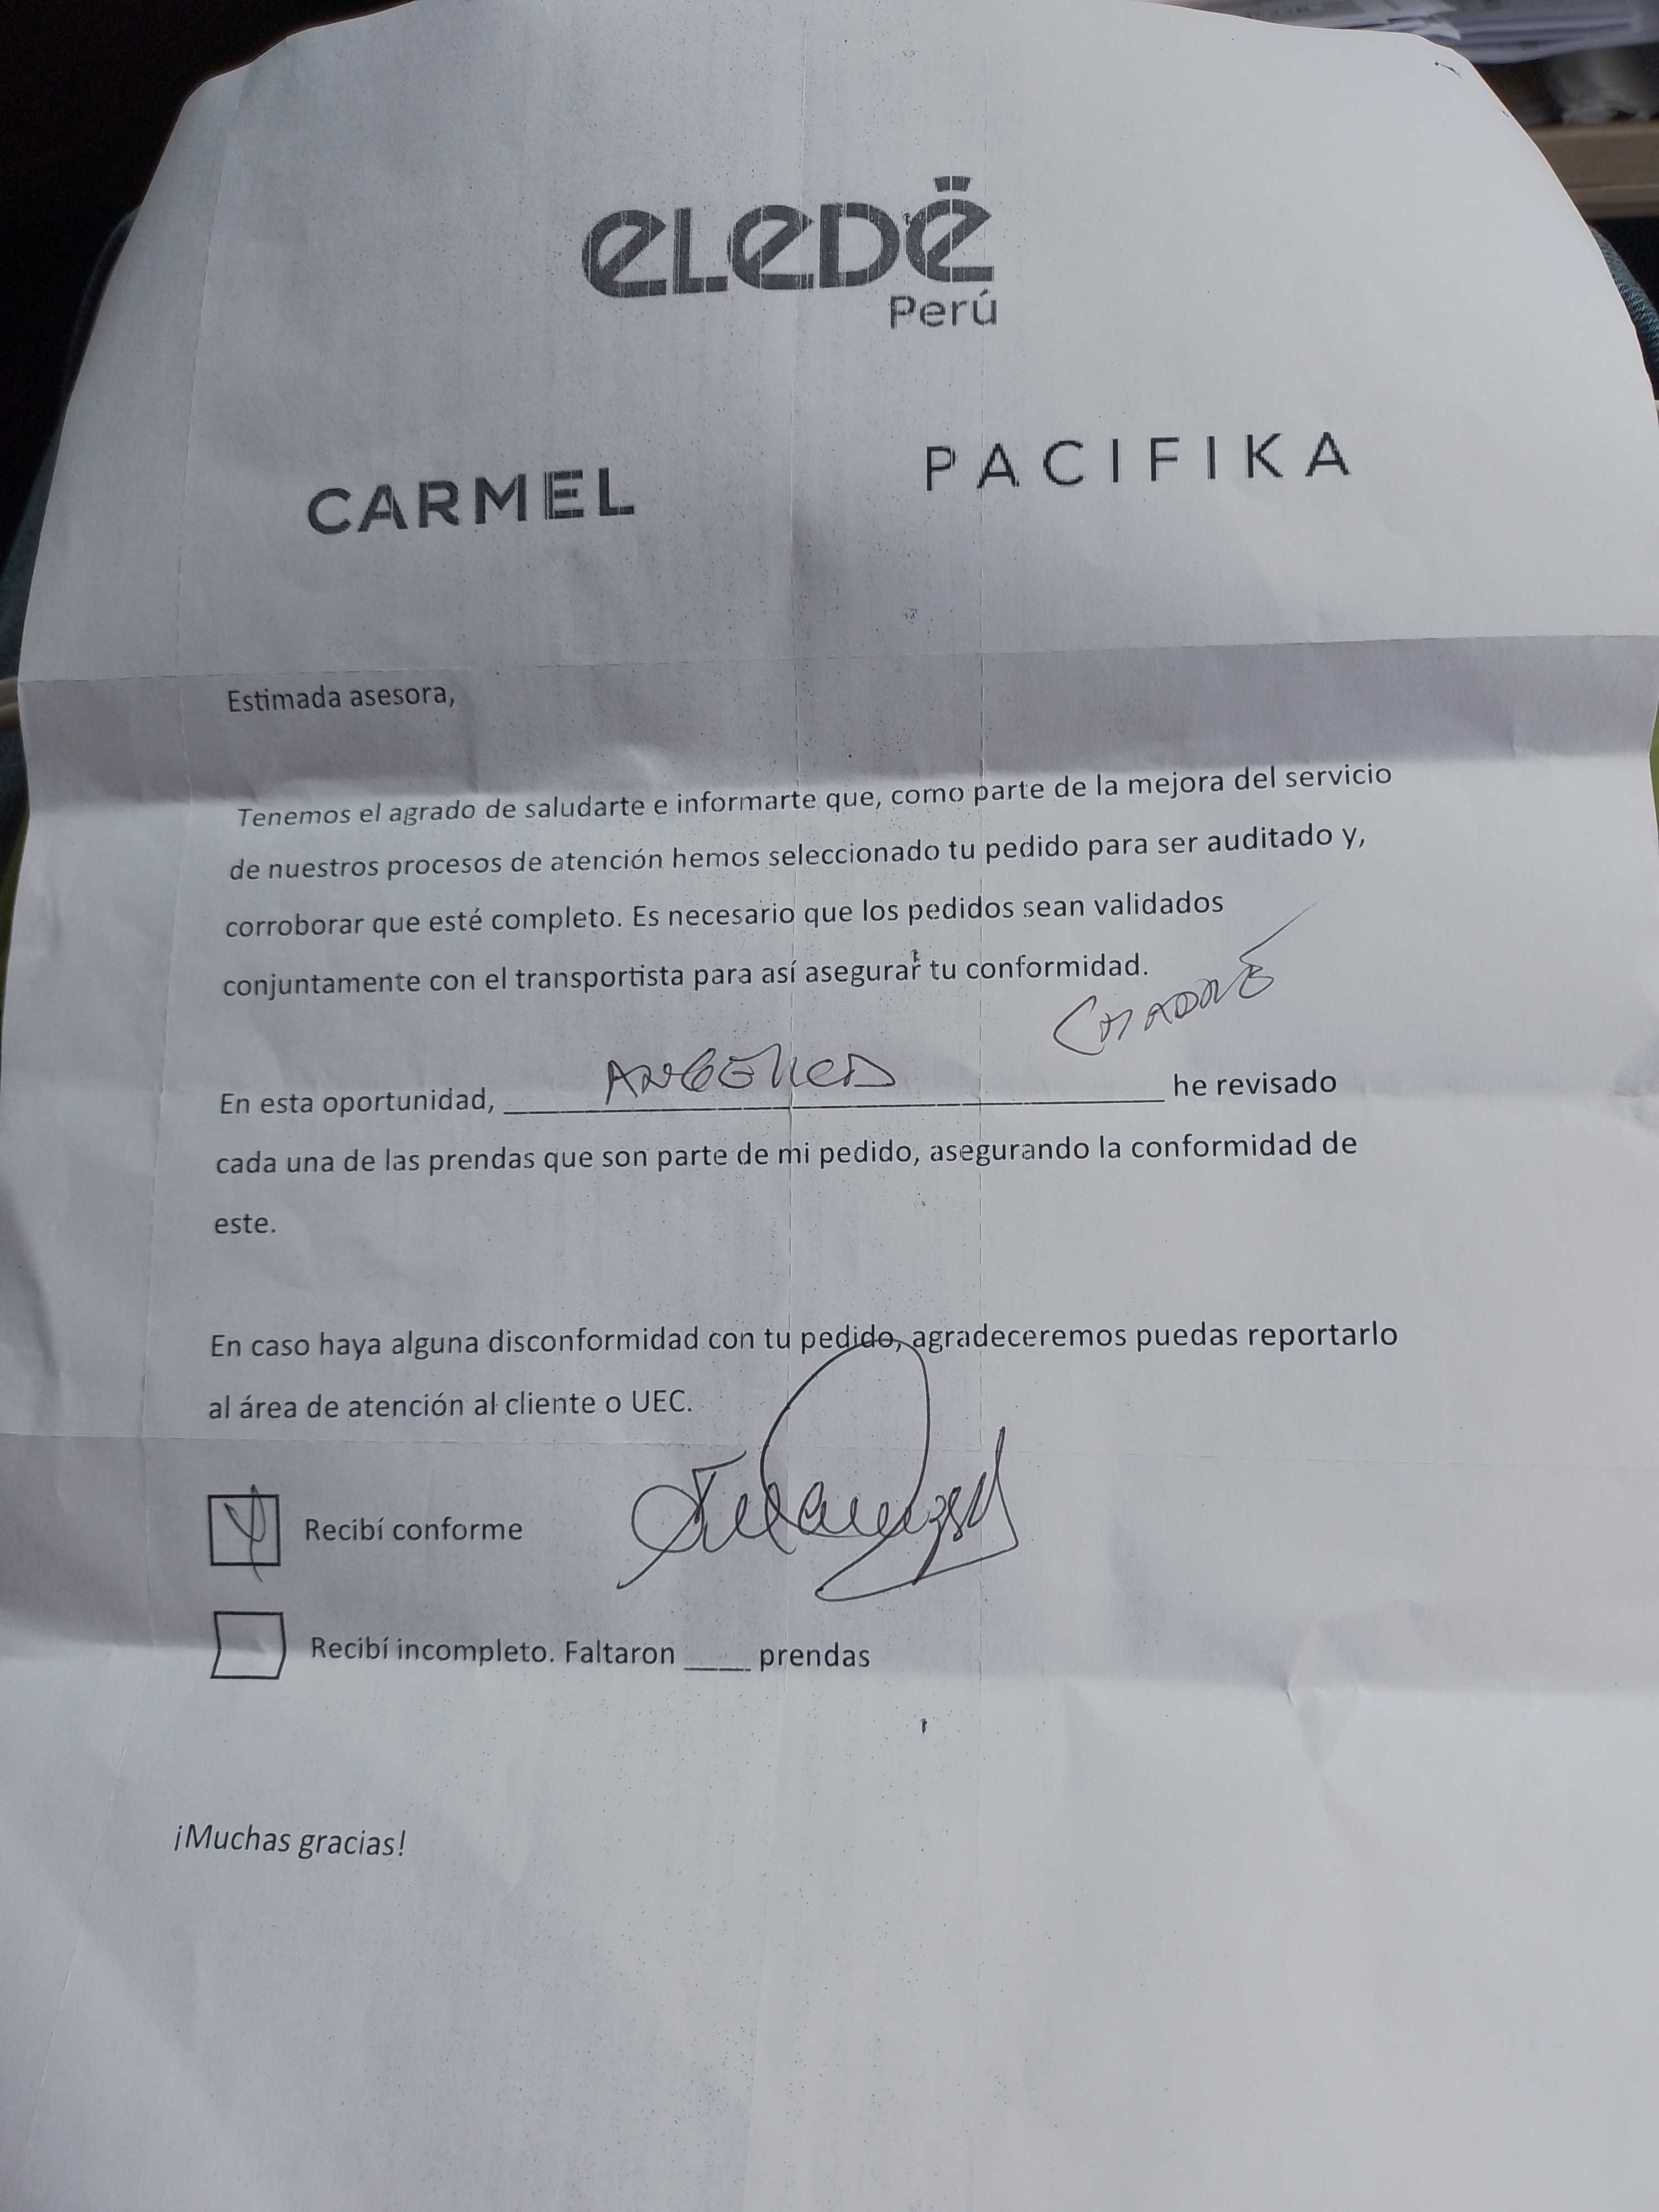 eLeDë
Perú
CARMEL
PACIFIKA
Estimada asesora,
Tenemos el agrado de saludarte e informarte que, como parte de la mejora del servicio
de nuestros procesos de atención hemos seleccionado tu pedido para ser auditado y,
corroborar que esté completo. Es necesario que los pedidos sean validados
conjuntamente con el transportista para así asegurar tu conformidad.
En esta oportunidad, ANGELICA he revisado
cada una de las prendas que son parte de mi pedido, asegurando la conformidad de
este.
En caso haya alguna disconformidad con tu pedido, agradeceremos puedas reportarlo
al área de atención al cliente o UEC.
Recibí conforme
Recibí incompleto. Faltaron ____ prendas
¡Muchas gracias!